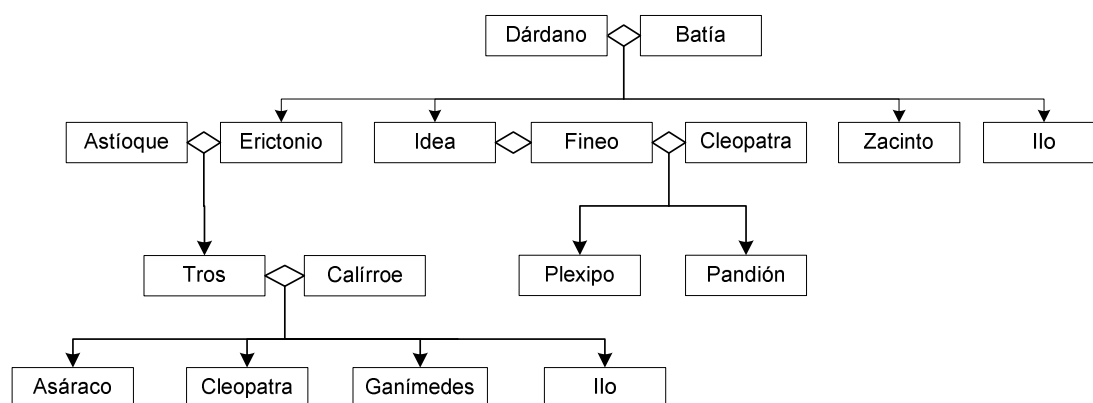 Dárdano
Batía
Astíoque
Erictonio
Idea
Fineo
Cleopatra
Zacinto
Ilo
Tros
Calírroe
Plexipo
Pandión
Asáraco
Cleopatra
Ganímedes
Ilo